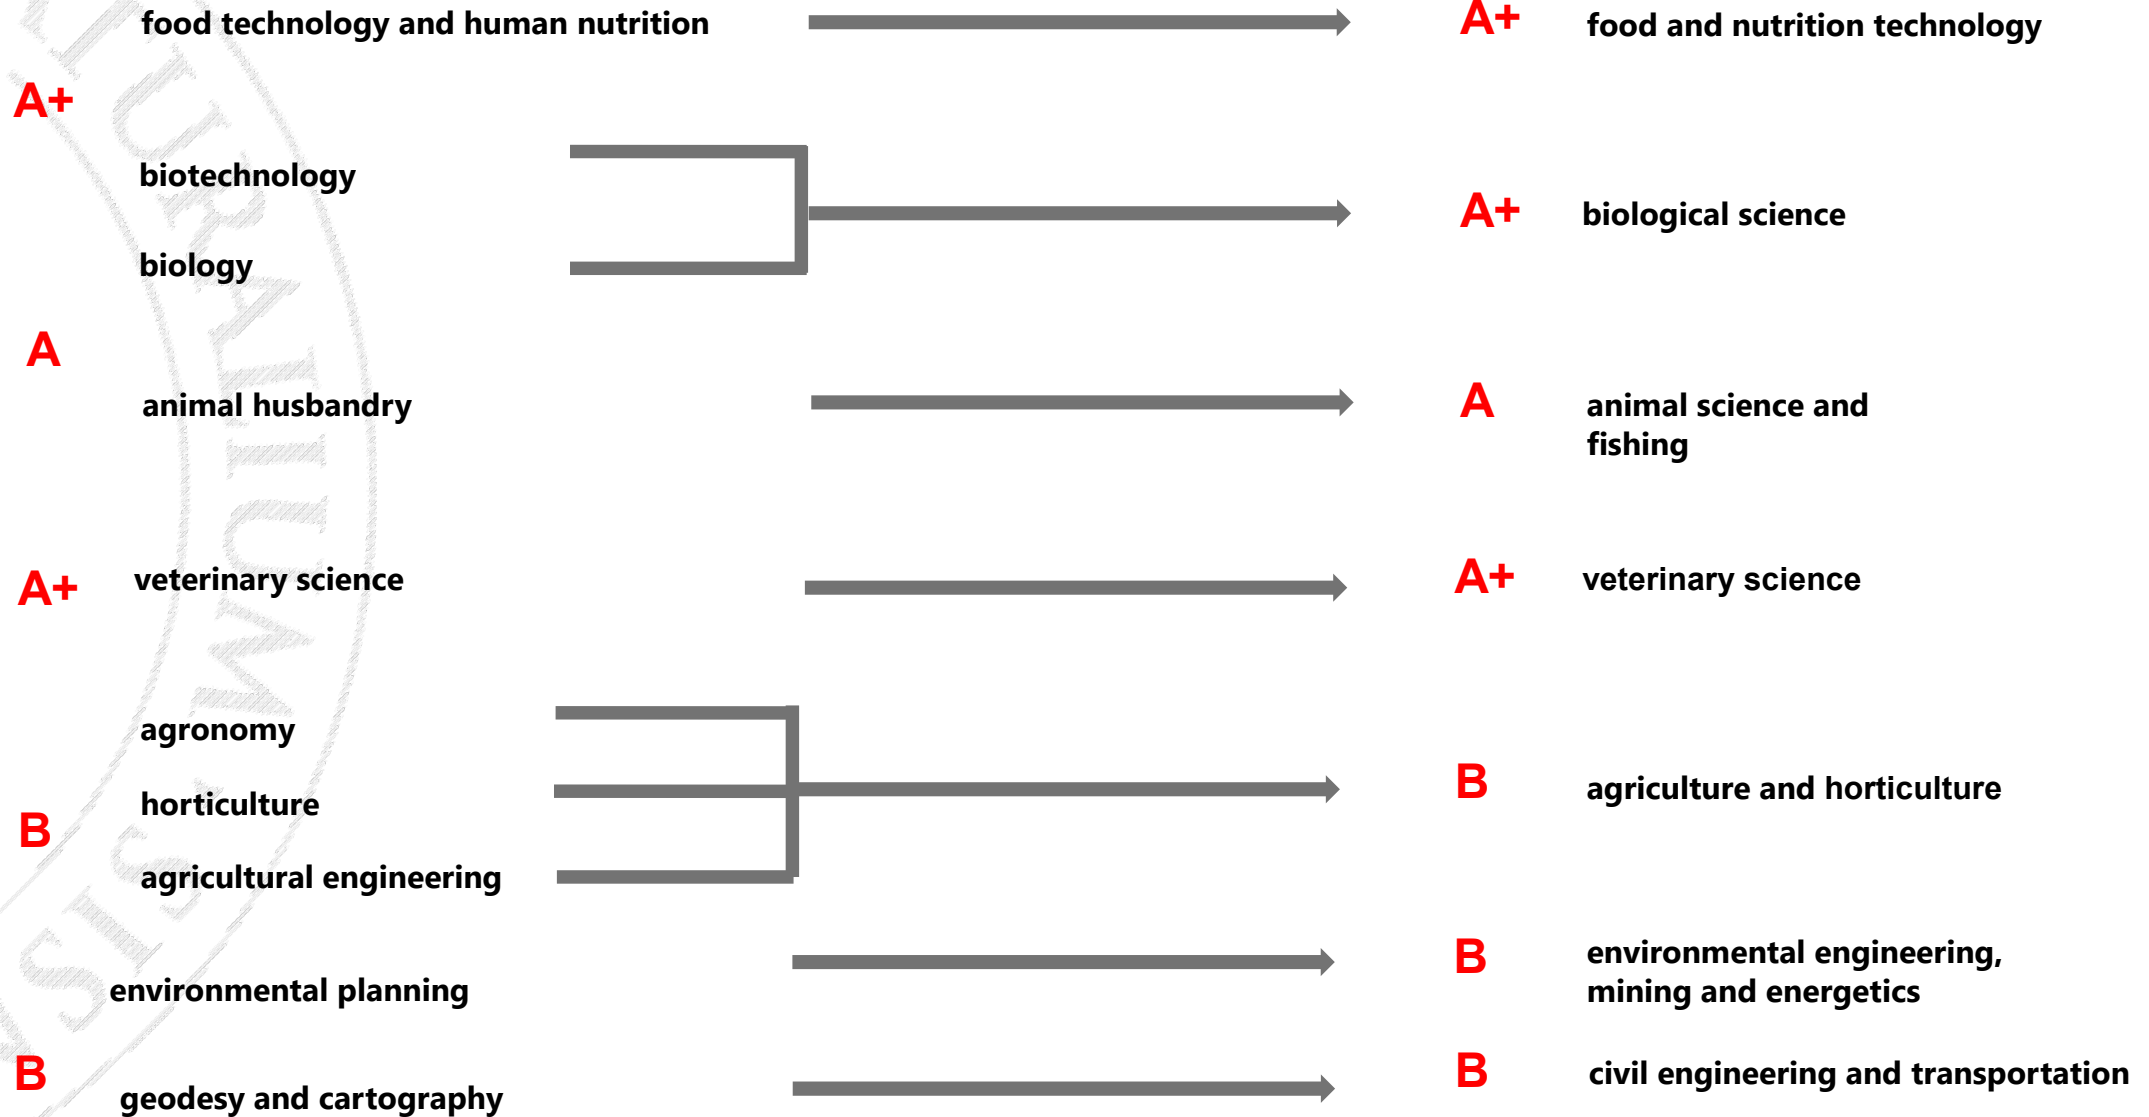 food technology and human nutrition
A+
food and nutrition technology
A+
biotechnology
A+
biological science
biology
A
animal husbandry
A
animal science and
fishing
A+
veterinary science
A+
veterinary science
agronomy
horticulture
B
agriculture and horticulture
B
agricultural engineering
environmental planning
B
environmental engineering,
mining and energetics
B
geodesy and cartography
B
civil engineering and transportation